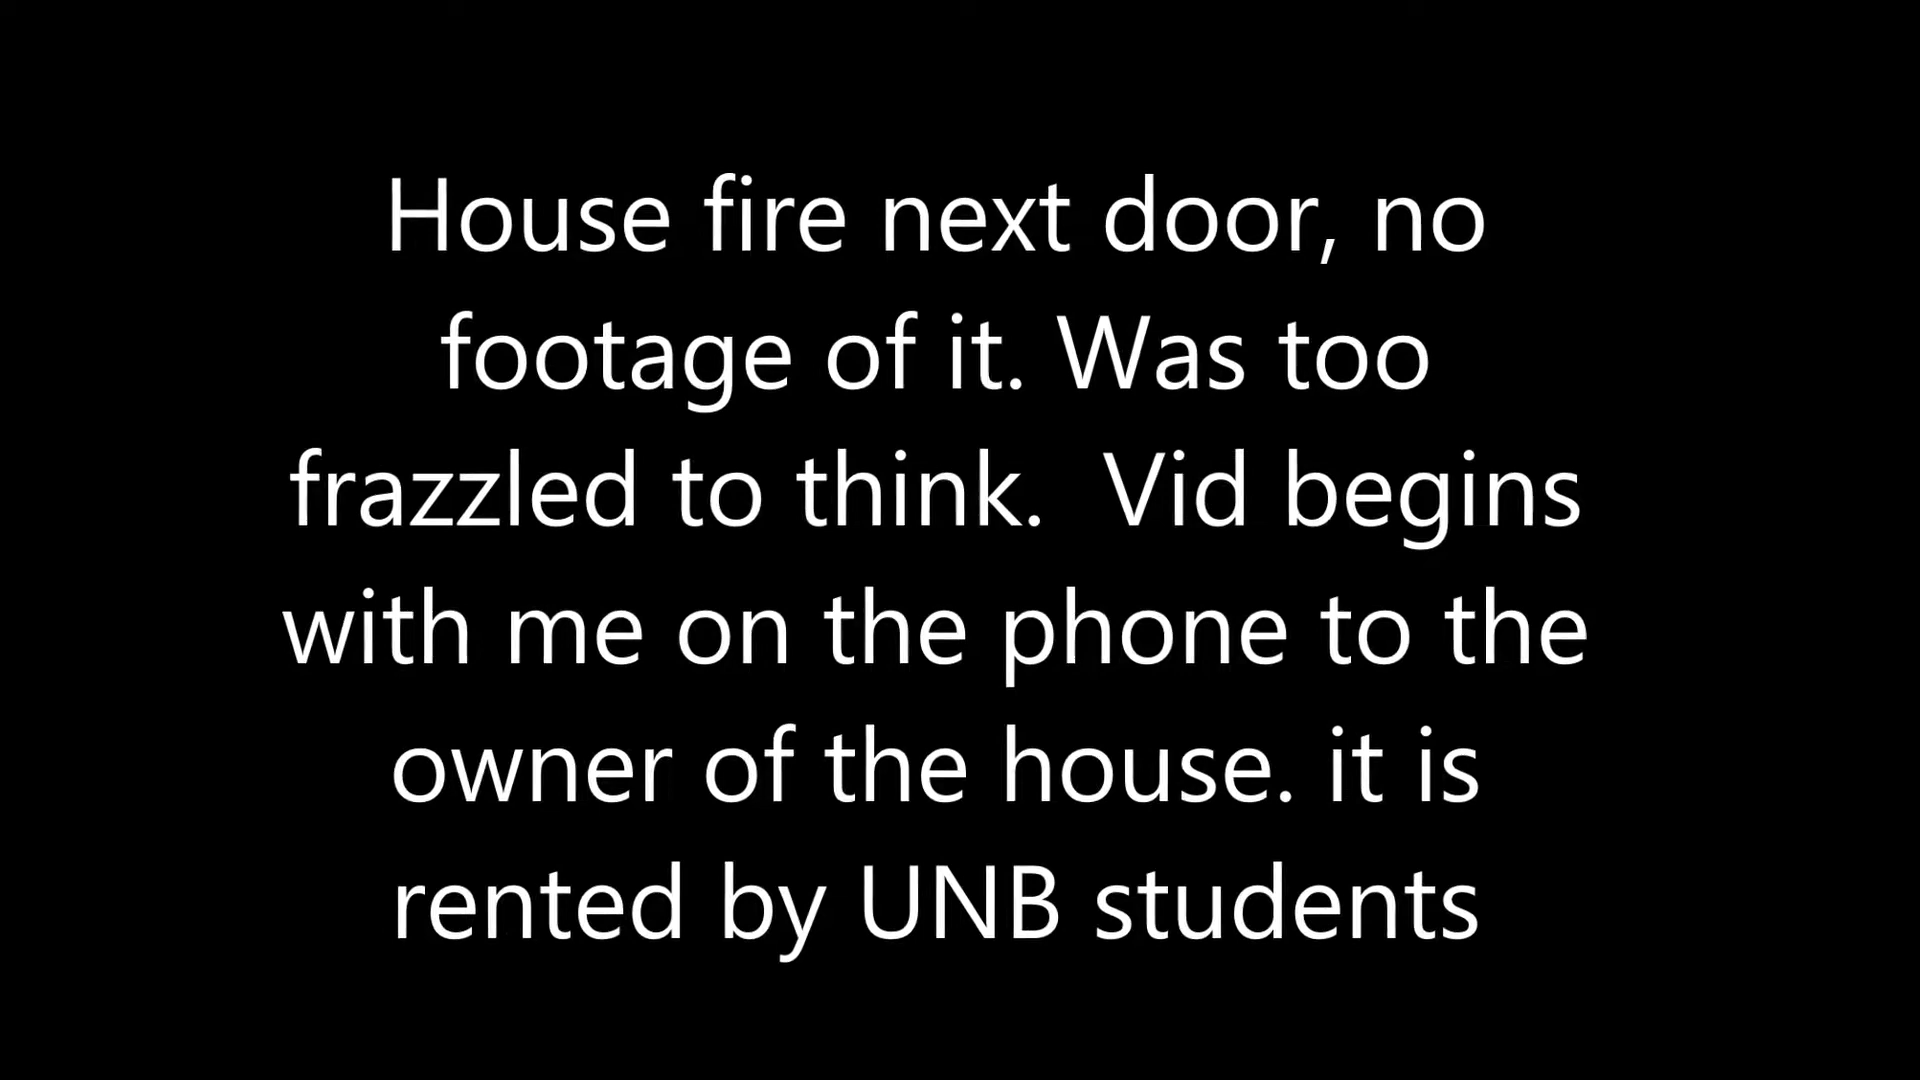 House fire next door, no
footage of it. Was too
frazzled to think.  Vid begins
with me on the phone to the
owner of the house. it is
rented by UNB students